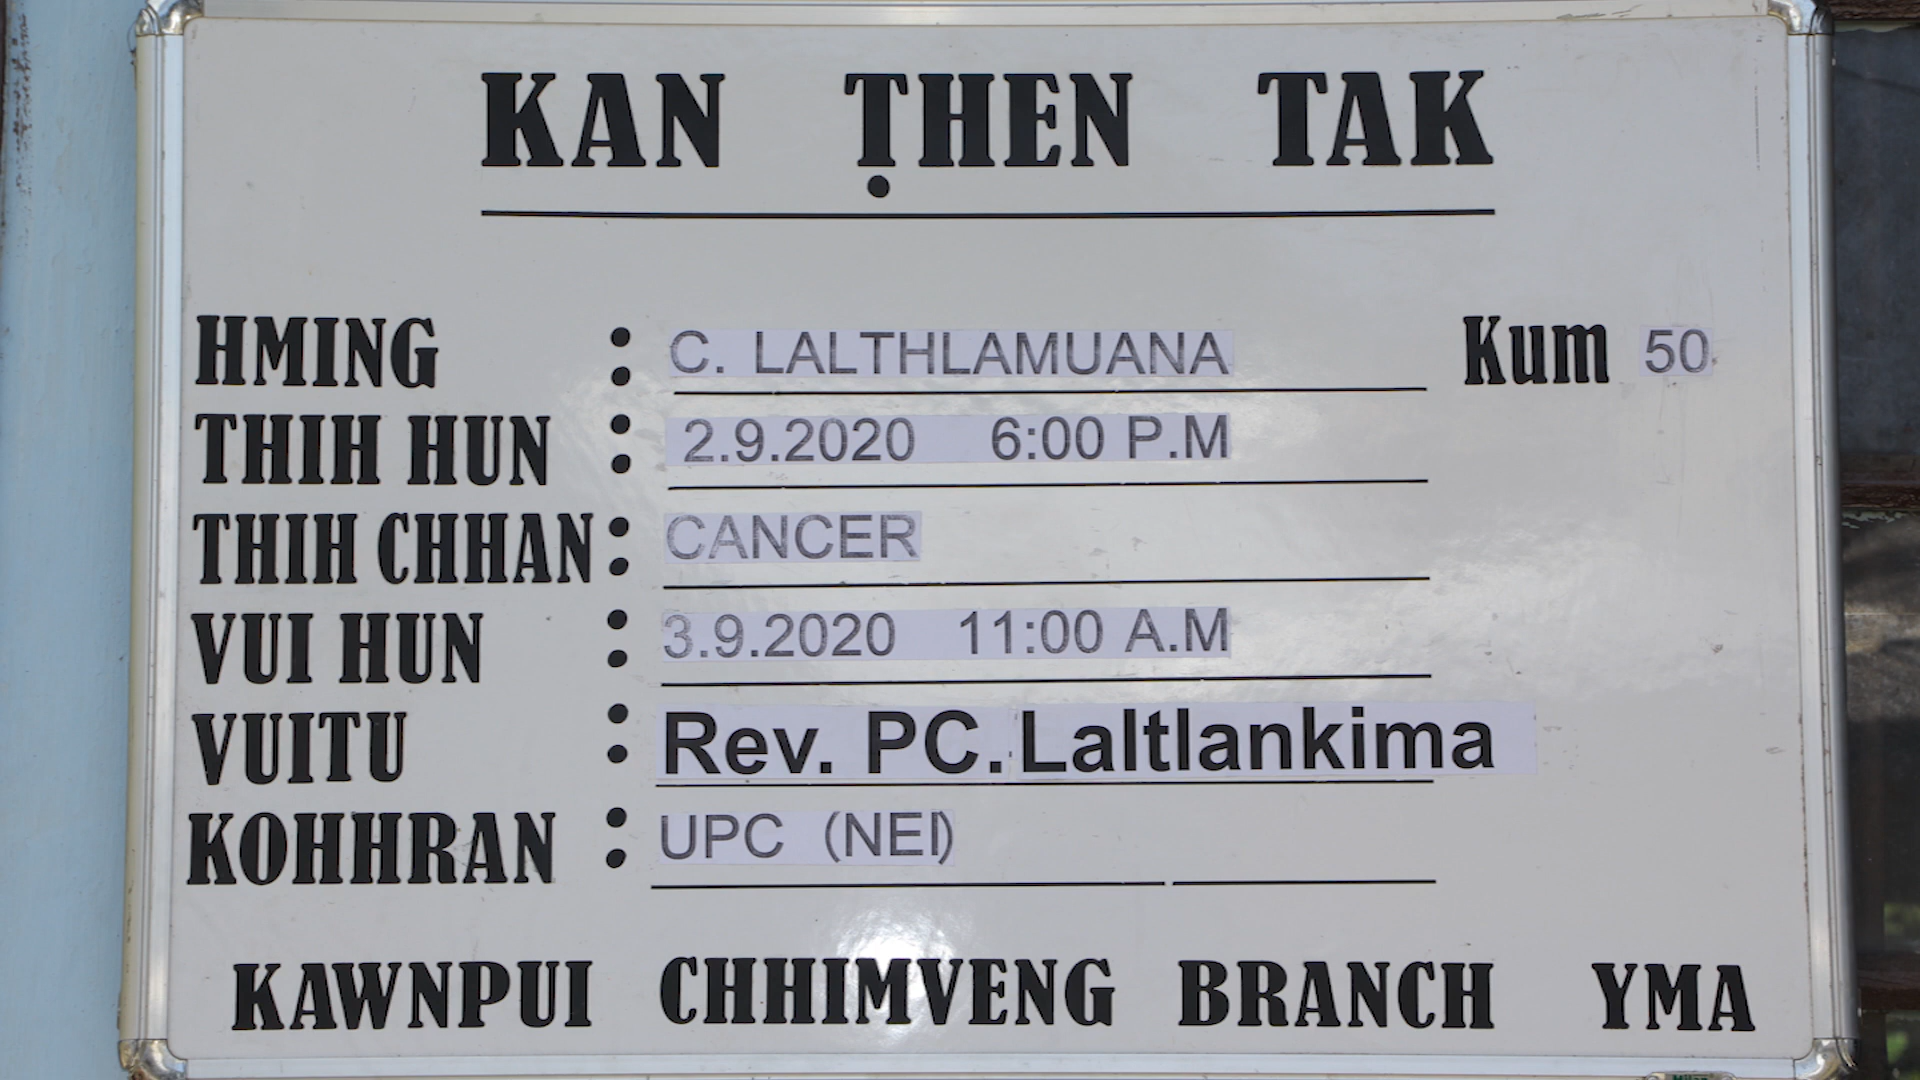 KAN ṬHEN TAK
HMING : C. LALTHLAMUANA Kum 50
THIH HUN : 2.9.2020 6:00 P.M
THIH CHHAN : CANCER
VUI HUN : 3.9.2020 11:00 A.M
VUITU : Rev. PC. Laltlankima
KOHHRAN : UPC (NEI)
KAWNPUI CHHIMVENG BRANCH YMA